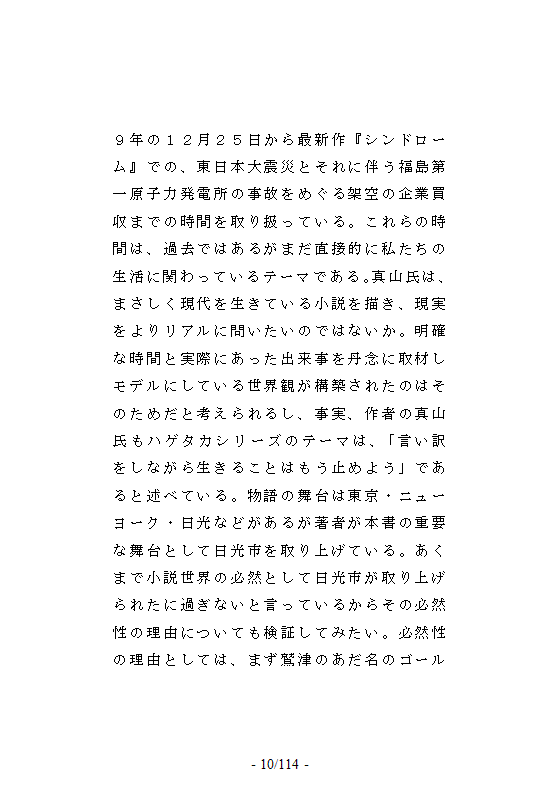 ９年の１２月２５日から最新作『シンドロー
ム』での、東日本大震災とそれに伴う福島第
一原子力発電所の事故をめぐる架空の企業買
収までの時間を取り扱っている。これらの時
間は、過去ではあるがまだ直接的に私たちの
生活に関わっているテーマである。真山氏は、
まさしく現代を生きている小説を描き、現実
をよりリアルに問いたいのではないか。明確
な時間と実際にあった出来事を丹念に取材し
モデルにしている世界観が構築されたのはそ
のためだと考えられるし、事実、作者の真山
氏もハゲタカシリーズのテーマは、「言い訳
をしながら生きることはもう止めよう」であ
ると述べている。物語の舞台は東京・ニュー
ヨーク・日光などがあるが著者が本書の重要
な舞台として日光市を取り上げている。あく
まで小説世界の必然として日光市が取り上げ
られたに過ぎないと言っているからその必然
性の理由についても検証してみたい。必然性
の理由としては、まず鷲津のあだ名のゴール
- 10/114 -